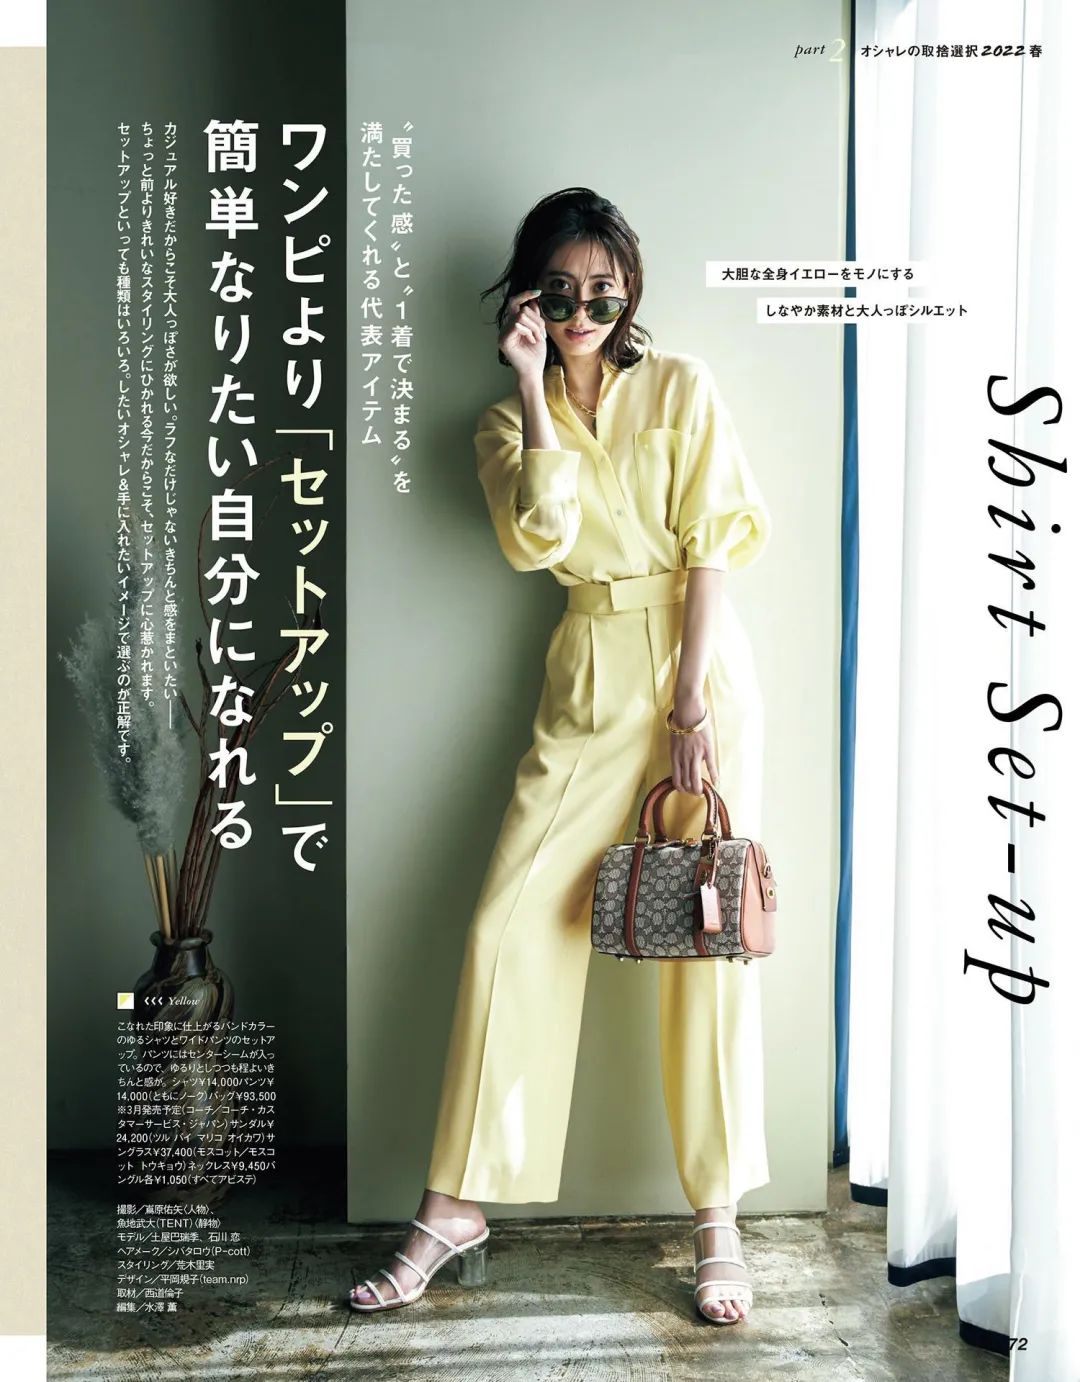 part 2 オシャレの取捨選択2022春
〝買った感〟と〝1着で決まる〟を
満たしてくれる代表アイテム
ワンピより「セットアップ」で
簡単なりたい自分になれる
カジュアル好きだからこそ大人っぽさが欲しい。ラフなだけじゃないきちんと感をまといたい——
ちょっと前よりきれいなスタイリングにひかれる今だからこそ、セットアップに心惹かれます。
セットアップといっても種類はいろいろ。したいオシャレ&手に入れたいイメージで選ぶのが正解です。
大胆な全身イエローをモノにする
しなやか素材と大人っぽシルエット
Shirt Set-up
<<< Yellow
こなれた印象に仕上がるバンドカラー
のゆるシャツとワイドパンツのセットア
ップ。パンツにはセンターシームが入っ
ているので、ゆるりとしつつも程よいき
ちんと感が。シャツ¥14,000パンツ¥
14,000(ともにノーク)バッグ¥93,500
※3月発売予定(コーチ/コーチ・カス
タマーサービス・ジャパン)サンダル¥
24,200(ツル バイ マリコ オイカワ)サ
ングラス¥37,400(モスコット/モスコ
ット トウキョウ)ネックレス¥9,450バ
ングル各¥1,050(すべてアビステ)
撮影/嶌原佑矢〈人物〉、
魚地武大(TENT)〈静物〉
モデル/土屋巴瑞季、石川 恋
ヘアメーク/シバタロウ(P-cott)
スタイリング/荒木里実
デザイン/平岡規子(team.nrp)
取材/西道倫子
編集/水澤 薫
72